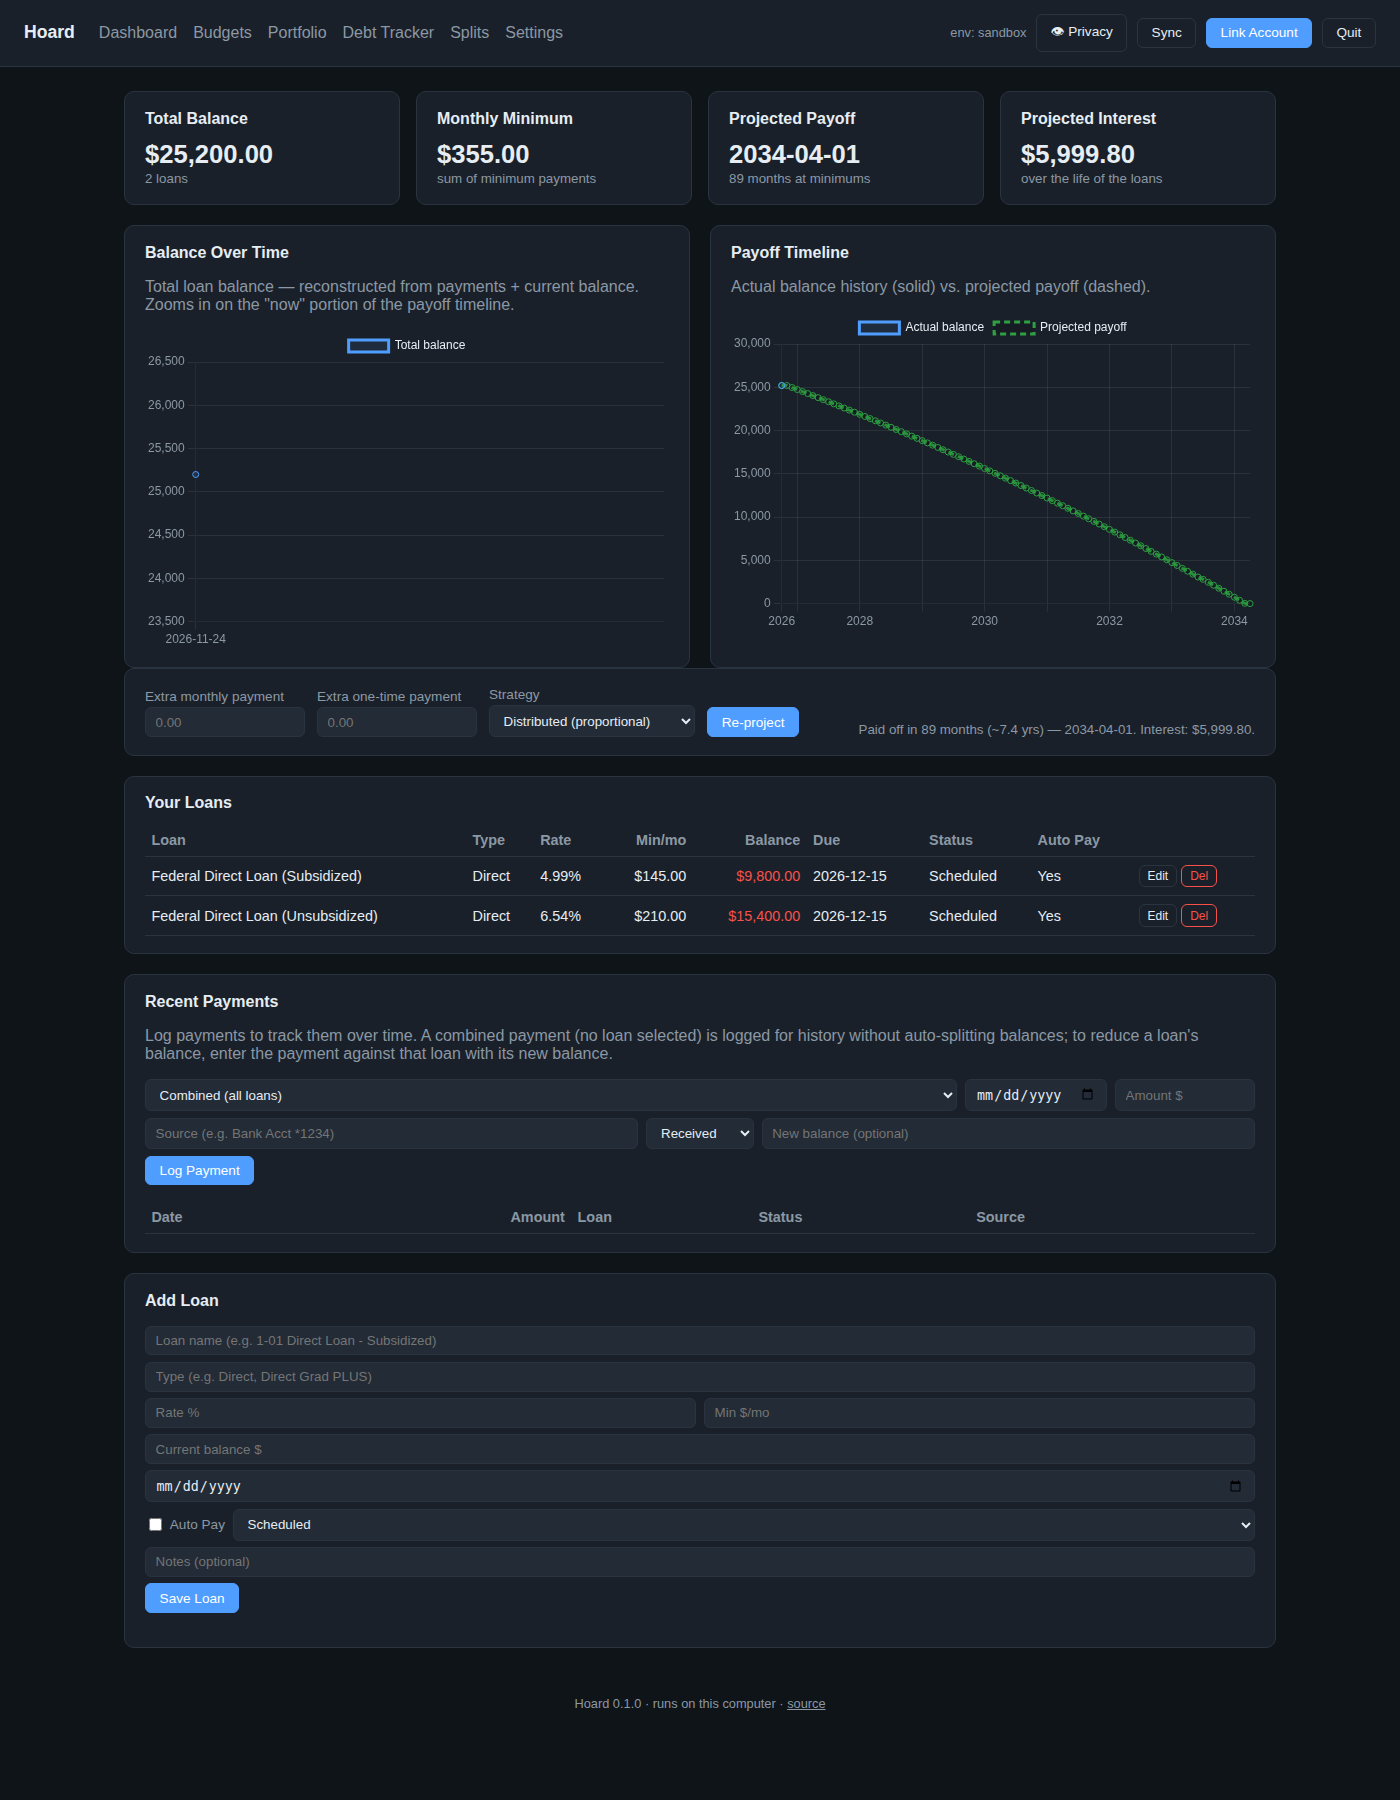 Hoard Dashboard Budgets Portfolio Debt Tracker Splits Settings env: sandbox 👁 Privacy Sync Link Account Quit
Total Balance
$25,200.00
2 loans
Monthly Minimum
$355.00
sum of minimum payments
Projected Payoff
2034-04-01
89 months at minimums
Projected Interest
$5,999.80
over the life of the loans
Balance Over Time
Total loan balance — reconstructed from payments + current balance.
Zooms in on the "now" portion of the payoff timeline.
Total balance
26,500
26,000
25,500
25,000
24,500
24,000
23,500
2026-11-24
Payoff Timeline
Actual balance history (solid) vs. projected payoff (dashed).
Actual balance Projected payoff
30,000
25,000
20,000
15,000
10,000
5,000
0
2026 2028 2030 2032 2034
Extra monthly payment Extra one-time payment Strategy
0.00 0.00 Distributed (proportional) Re-project Paid off in 89 months (~7.4 yrs) — 2034-04-01. Interest: $5,999.80.
Your Loans
Loan Type Rate Min/mo Balance Due Status Auto Pay
Federal Direct Loan (Subsidized) Direct 4.99% $145.00 $9,800.00 2026-12-15 Scheduled Yes Edit Del
Federal Direct Loan (Unsubsidized) Direct 6.54% $210.00 $15,400.00 2026-12-15 Scheduled Yes Edit Del
Recent Payments
Log payments to track them over time. A combined payment (no loan selected) is logged for history without auto-splitting balances; to reduce a loan's
balance, enter the payment against that loan with its new balance.
Combined (all loans) mm/dd/yyyy Amount $
Source (e.g. Bank Acct *1234) Received New balance (optional)
Log Payment
Date Amount Loan Status Source
Add Loan
Loan name (e.g. 1-01 Direct Loan - Subsidized)
Type (e.g. Direct, Direct Grad PLUS)
Rate % Min $/mo
Current balance $
mm/dd/yyyy
Auto Pay Scheduled
Notes (optional)
Save Loan
Hoard 0.1.0 · runs on this computer · source